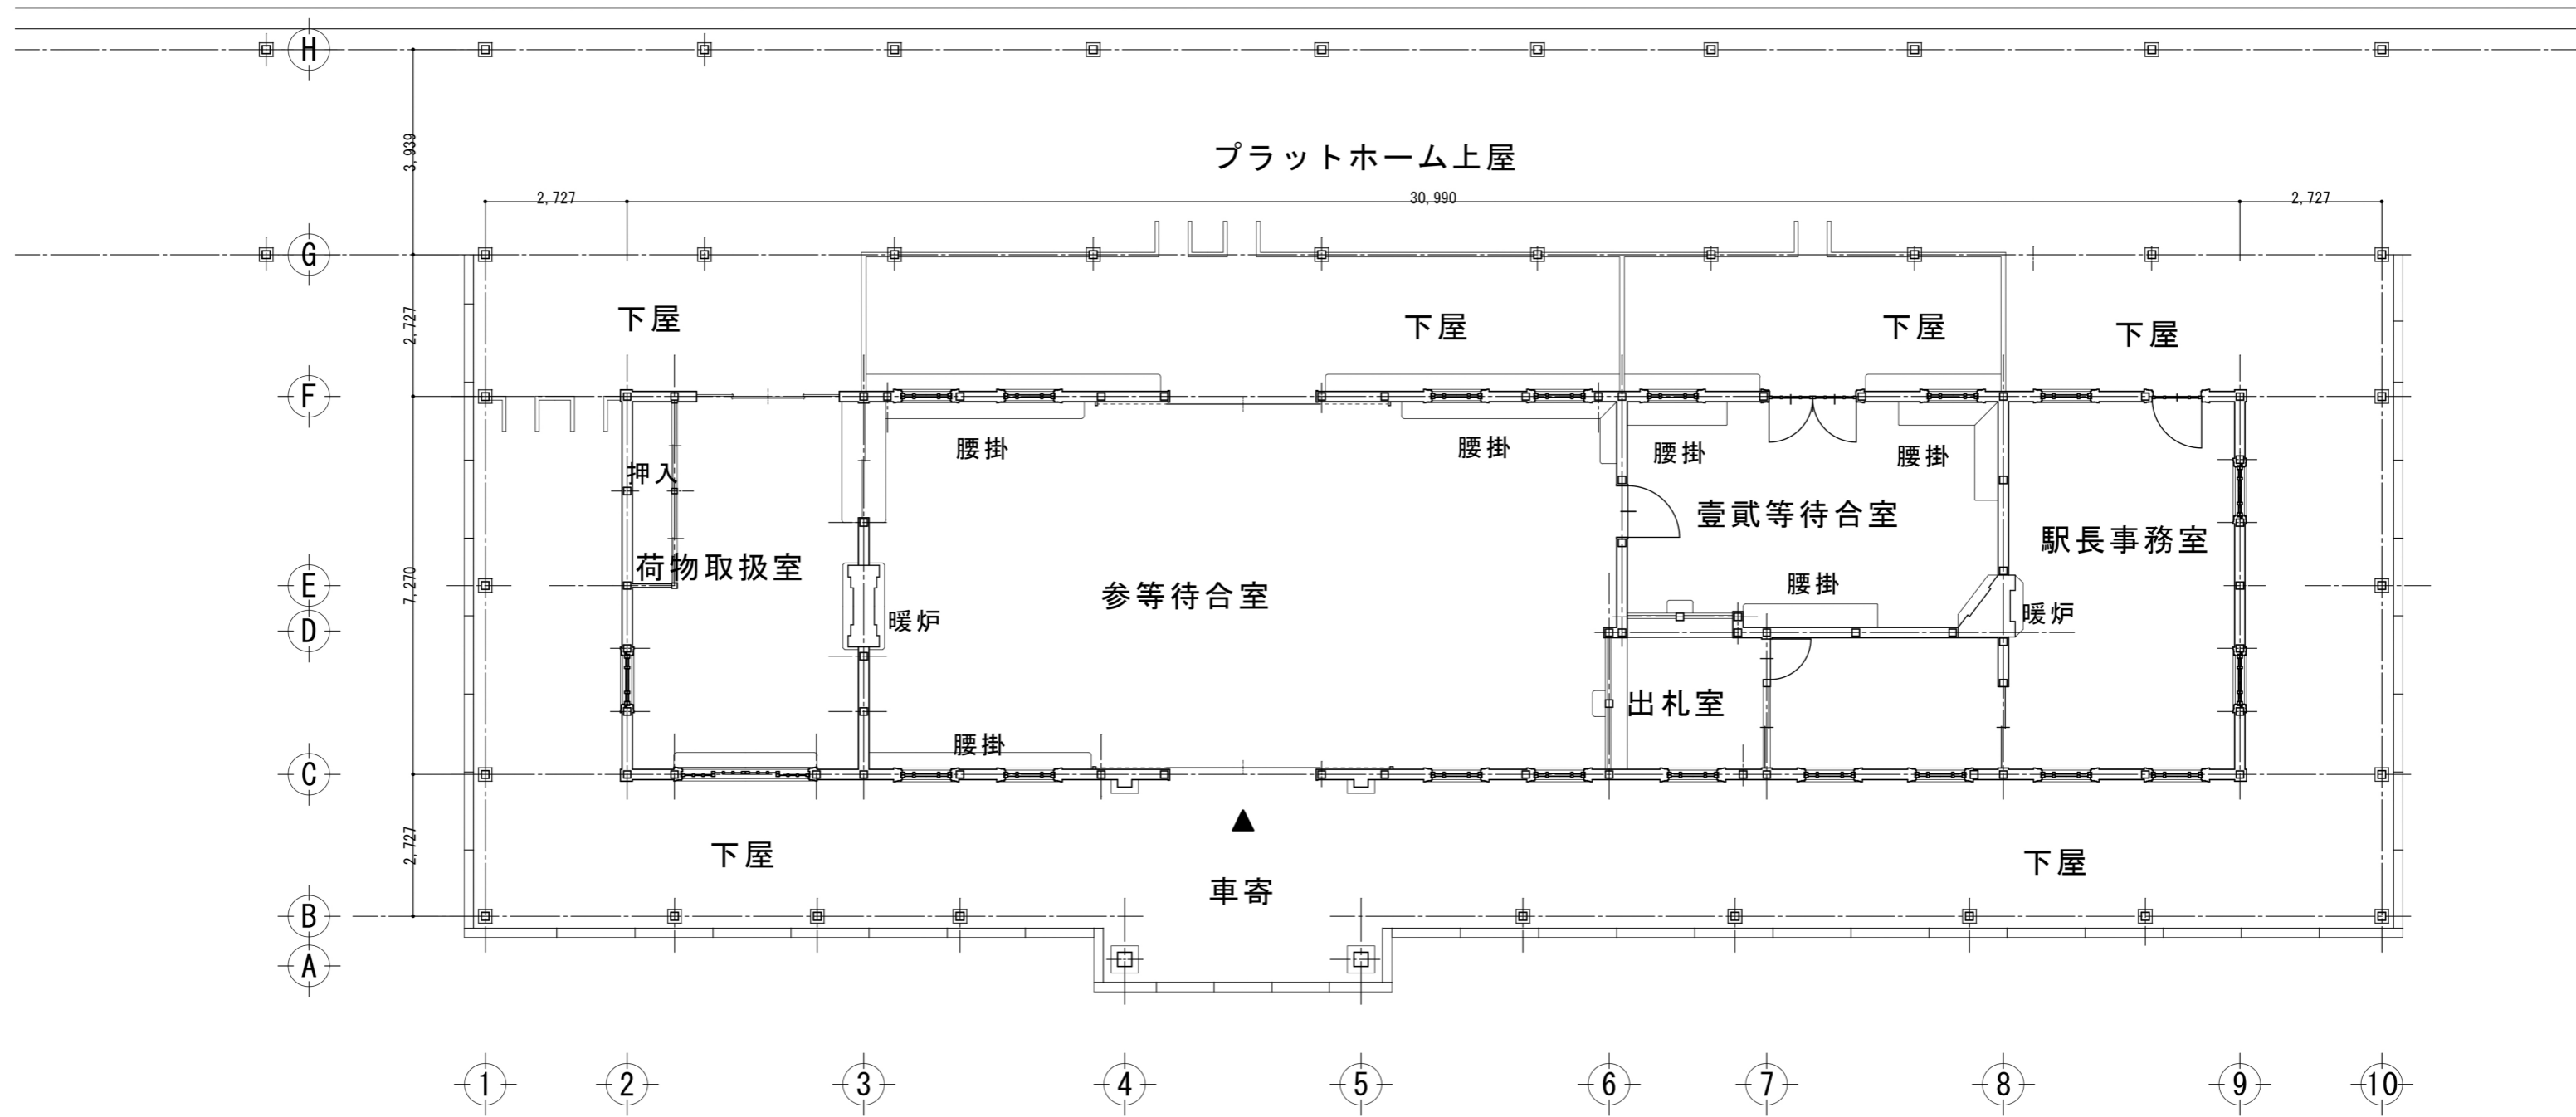 H
プラットホーム上屋
3,939
2,727
30,990
2,727
G
下屋
下屋
下屋
下屋
2,727
F
腰掛
腰掛
腰掛
腰掛
押入
壹貳等待合室
駅長事務室
荷物取扱室
参等待合室
腰掛
7,270
E
暖炉
暖炉
D
出札室
腰掛
C
下屋
下屋
2,727
車寄
B
A
1
2
3
4
5
6
7
8
9
10